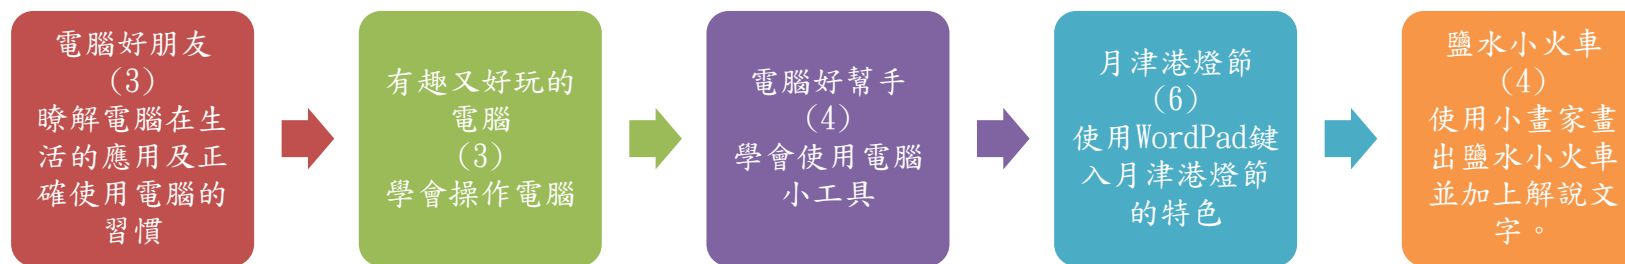 電腦好朋友
(3)
瞭解電腦在生
活的應用及正
確使用電腦的
習慣
有趣又好玩的
電腦
(3)
學會操作電腦
電腦好幫手
(4)
學會使用電腦
小工具
月津港燈節
(6)
使用WordPad鍵
入月津港燈節
的特色
鹽水小火車
(4)
使用小畫家畫
出鹽水小火車
並加上解說文
字。